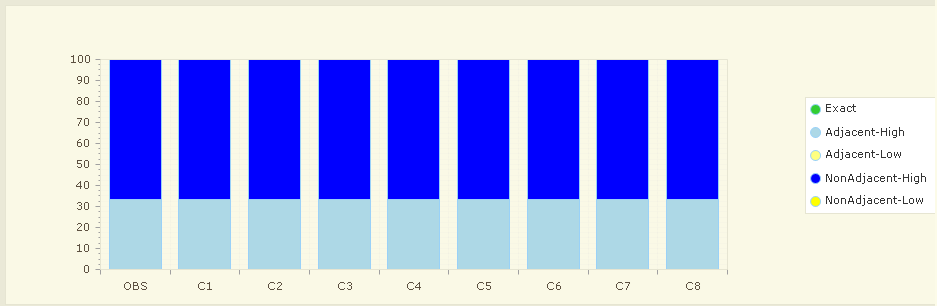 100
90
80
70
60
50
40
30
20
10
0
OBS C1 C2 C3 C4 C5 C6 C7 C8
Exact
Adjacent-High
Adjacent-Low
NonAdjacent-High
NonAdjacent-Low